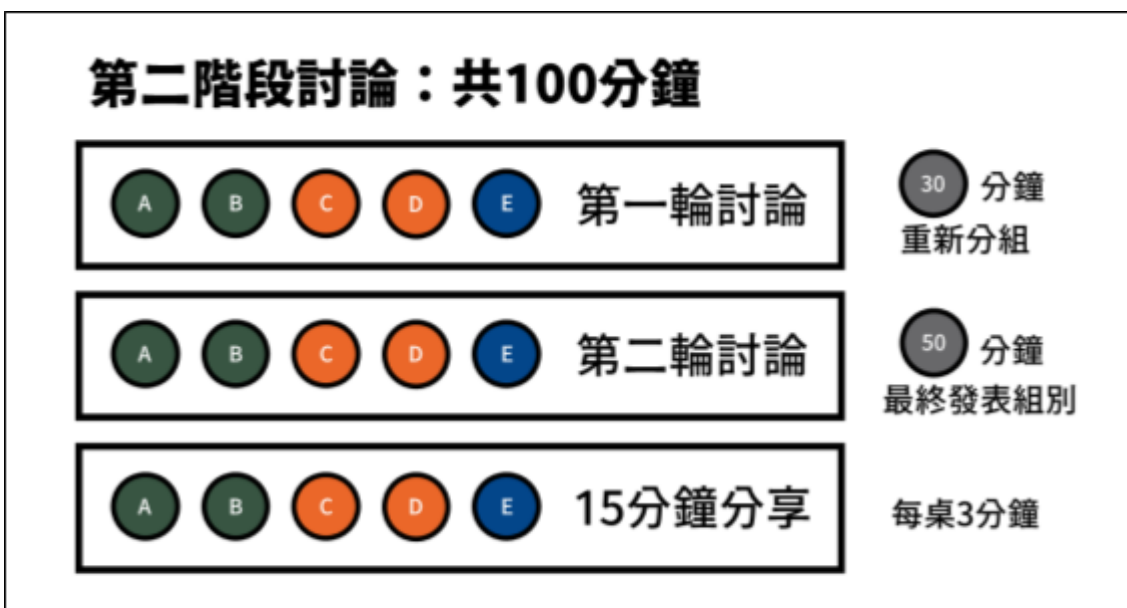 第二階段討論：共100分鐘
A B C D E 第一輪討論
30 分鐘
重新分組
A B C D E 第二輪討論
50 分鐘
最終發表組別
A B C D E 15分鐘分享
每桌3分鐘